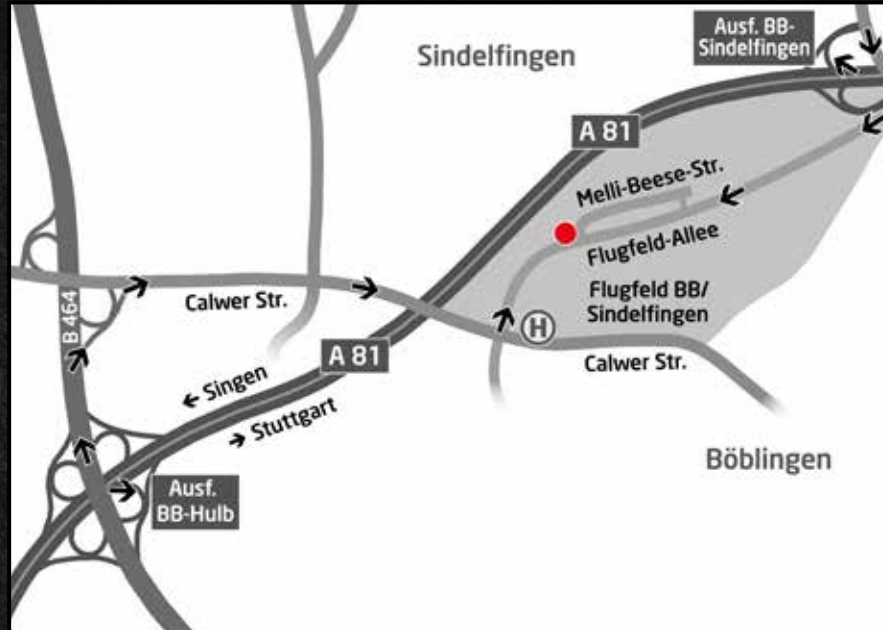 Ausf. BB-
Sindelfingen
Sindelfingen
A 81
Melli-Beese-Str.
Flugfeld-Allee
Flugfeld BB/
Sindelfingen
Calwer Str.
B 464
H
A 81
Calwer Str.
← Singen
→ Stuttgart
Böblingen
Ausf.
BB-Hulb